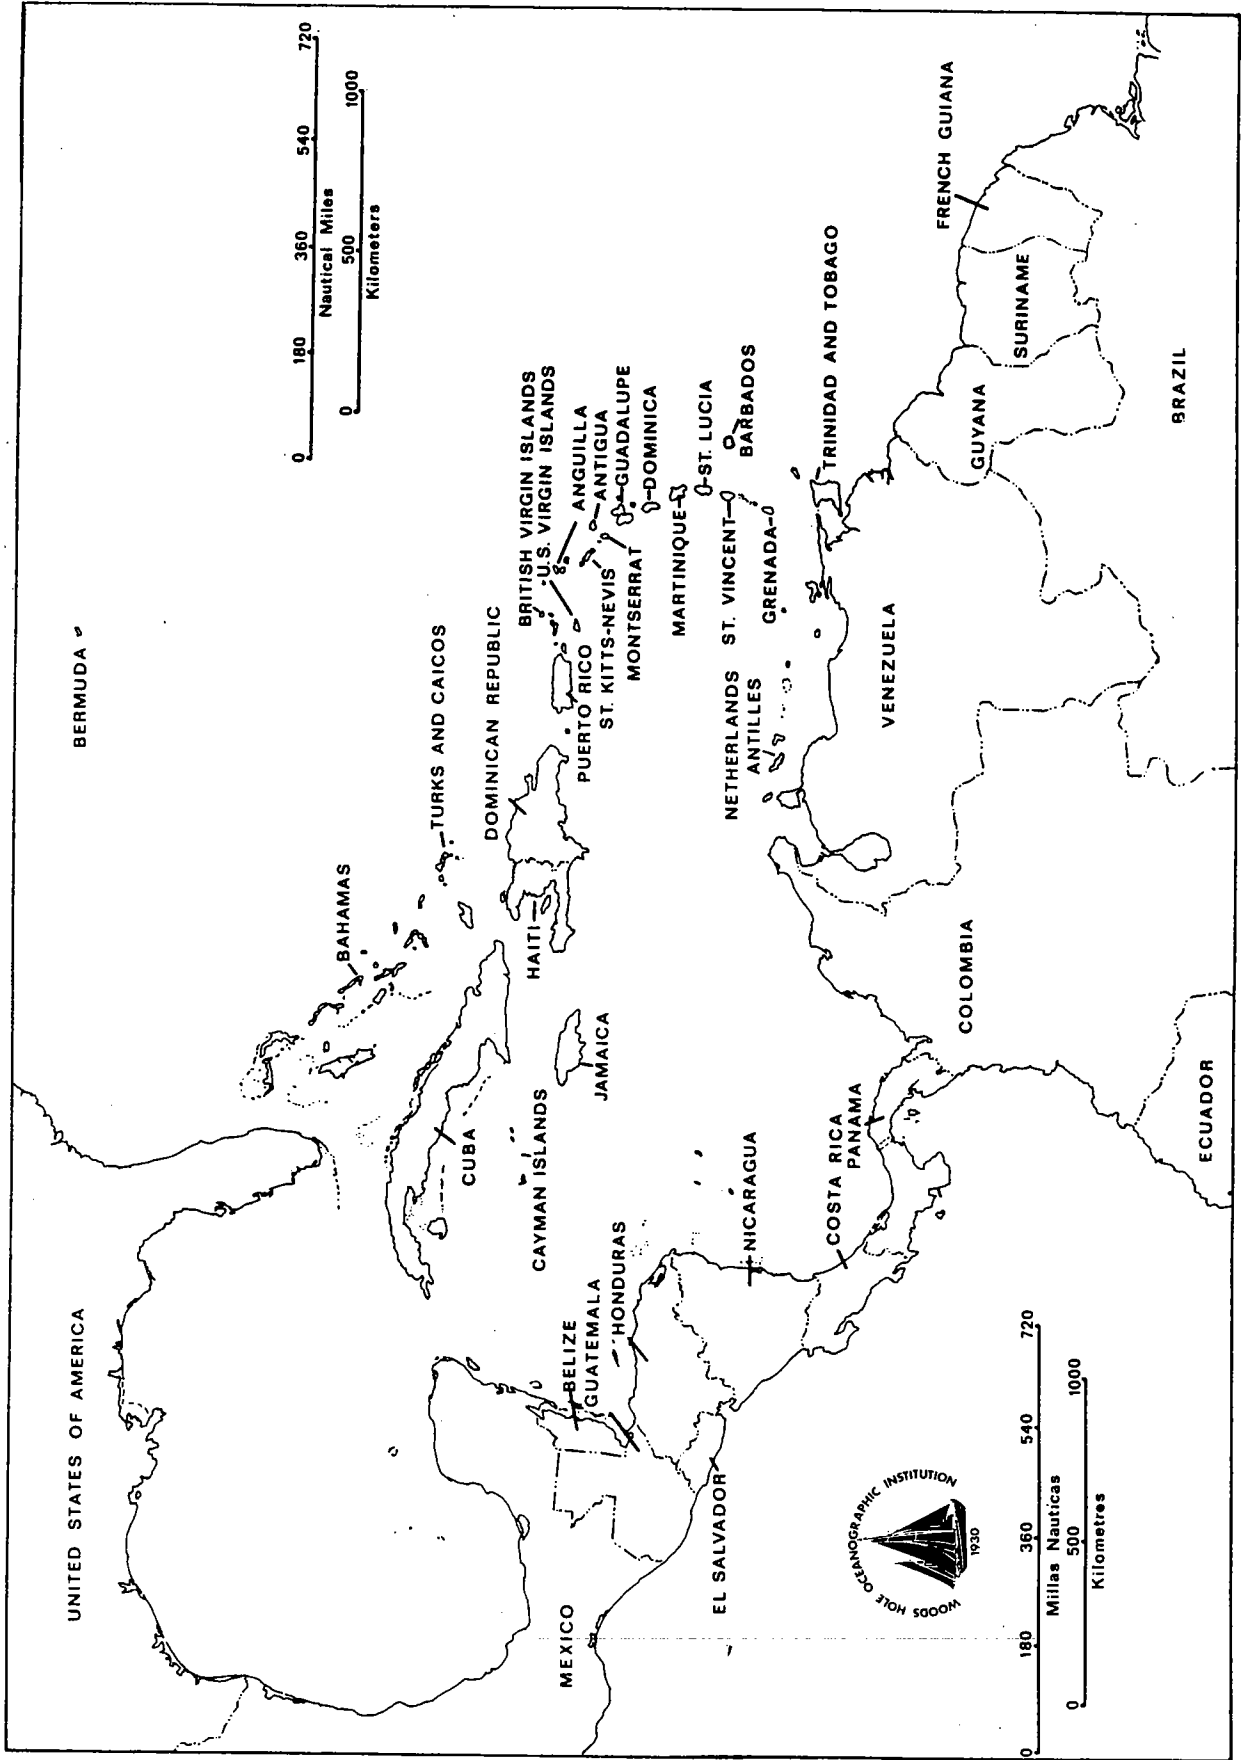 0 180 360 540 720
Nautical Miles
0 500 1000
Kilometers
BERMUDA
UNITED STATES OF AMERICA
BAHAMAS
TURKS AND CAICOS
DOMINICAN REPUBLIC
BRITISH VIRGIN ISLANDS
U.S. VIRGIN ISLANDS
ANGUILLA
ANTIGUA
GUADALUPE
DOMINICA
HAITI
PUERTO RICO
ST. KITTS-NEVIS
MONTSERRAT
CUBA
CAYMAN ISLANDS
JAMAICA
MARTINIQUE
ST. LUCIA
ST. VINCENT
BARBADOS
GRENADA
MEXICO
BELIZE
GUATEMALA
HONDURAS
NETHERLANDS
ANTILLES
TRINIDAD AND TOBAGO
EL SALVADOR
NICARAGUA
COSTA RICA
PANAMA
VENEZUELA
FRENCH GUIANA
GUYANA
SURINAME
COLOMBIA
BRAZIL
ECUADOR
WOODS HOLE OCEANOGRAPHIC INSTITUTION
1930
0 180 360 540 720
Millas Nauticas
0 500 1000
Kilometres